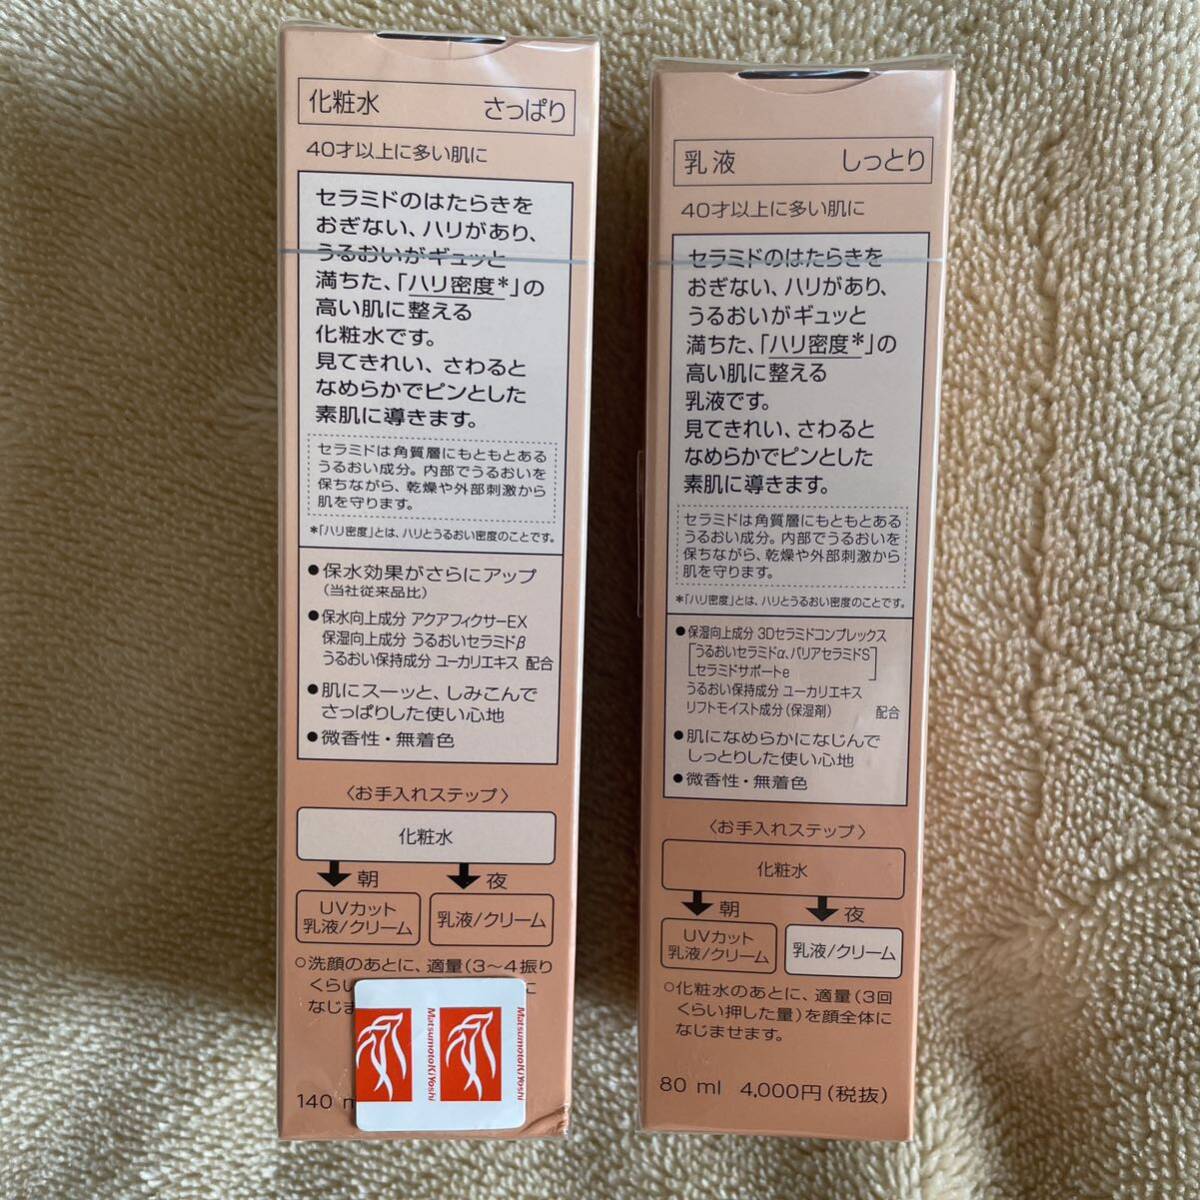 化粧水 さっぱり
40才以上に多い肌に
セラミドのはたらきを
おぎない、ハリがあり、
うるおいがギュッと
満ちた、「ハリ密度*」の
高い肌に整える
化粧水です。
見てきれい、さわると
なめらかでピンとした
素肌に導きます。
セラミドは角質層にもともとある
うるおい成分。内部でうるおいを
保ちながら、乾燥や外部刺激から
肌を守ります。
*「ハリ密度」とは、ハリとうるおい密度のことです。
●保水効果がさらにアップ
(当社従来品比)
●保水向上成分 アクアフィクサーEX
保湿向上成分 うるおいセラミドβ
うるおい保持成分 ユーカリエキス 配合
●肌にスーッと、しみこんで
さっぱりした使い心地
●微香性・無着色
〈お手入れステップ〉
化粧水
朝 夜
UVカット
乳液/クリーム
乳液/クリーム
○洗顔のあとに、適量(3〜4振り
くらい
なじま
140
MatsumotoKiYoshi
MatsumotoKiYoshi
乳液 しっとり
40才以上に多い肌に
セラミドのはたらきを
おぎない、ハリがあり、
うるおいがギュッと
満ちた、「ハリ密度*」の
高い肌に整える
乳液です。
見てきれい、さわると
なめらかでピンとした
素肌に導きます。
セラミドは角質層にもともとある
うるおい成分。内部でうるおいを
保ちながら、乾燥や外部刺激から
肌を守ります。
*「ハリ密度」とは、ハリとうるおい密度のことです。
●保湿向上成分 3Dセラミドコンプレックス
[うるおいセラミドα、バリアセラミドS
セラミドサポートe]
うるおい保持成分 ユーカリエキス
リフトモイスト成分(保湿剤) 配合
●肌になめらかになじんで
しっとりした使い心地
●微香性・無着色
〈お手入れステップ〉
化粧水
朝 夜
UVカット
乳液/クリーム
乳液/クリーム
○化粧水のあとに、適量(3回
くらい押した量)を顔全体に
なじませます。
80 ml 4,000円(税抜)